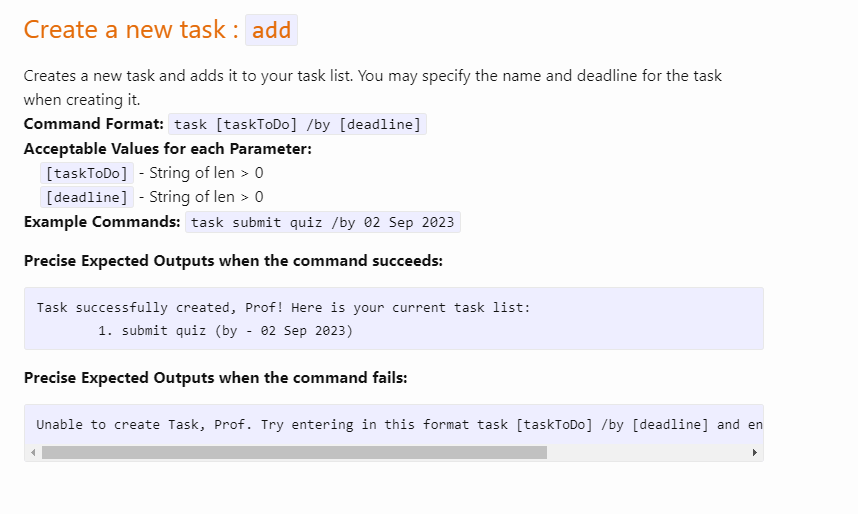 Create a new task : add
Creates a new task and adds it to your task list. You may specify the name and deadline for the task
when creating it.
Command Format: task [taskToDo] /by [deadline]
Acceptable Values for each Parameter:
[taskToDo] - String of len > 0
[deadline] - String of len > 0
Example Commands: task submit quiz /by 02 Sep 2023
Precise Expected Outputs when the command succeeds:
Task successfully created, Prof! Here is your current task list:
1. submit quiz (by - 02 Sep 2023)
Precise Expected Outputs when the command fails:
Unable to create Task, Prof. Try entering in this format task [taskToDo] /by [deadline] and en